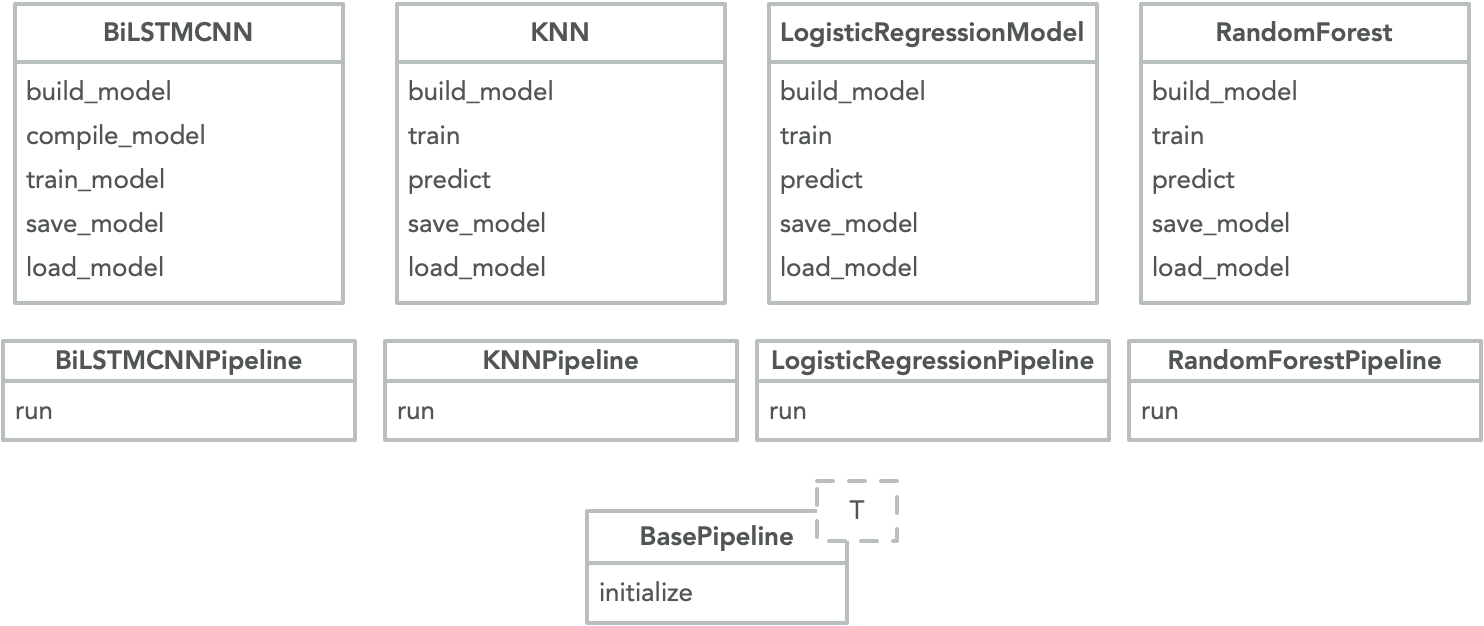 BiLSTMCNN
build_model
compile_model
train_model
save_model
load_model
KNN
build_model
train
predict
save_model
load_model
LogisticRegressionModel
build_model
train
predict
save_model
load_model
RandomForest
build_model
train
predict
save_model
load_model
BiLSTMCNNPipeline
run
KNNPipeline
run
LogisticRegressionPipeline
run
RandomForestPipeline
run
T
BasePipeline
initialize